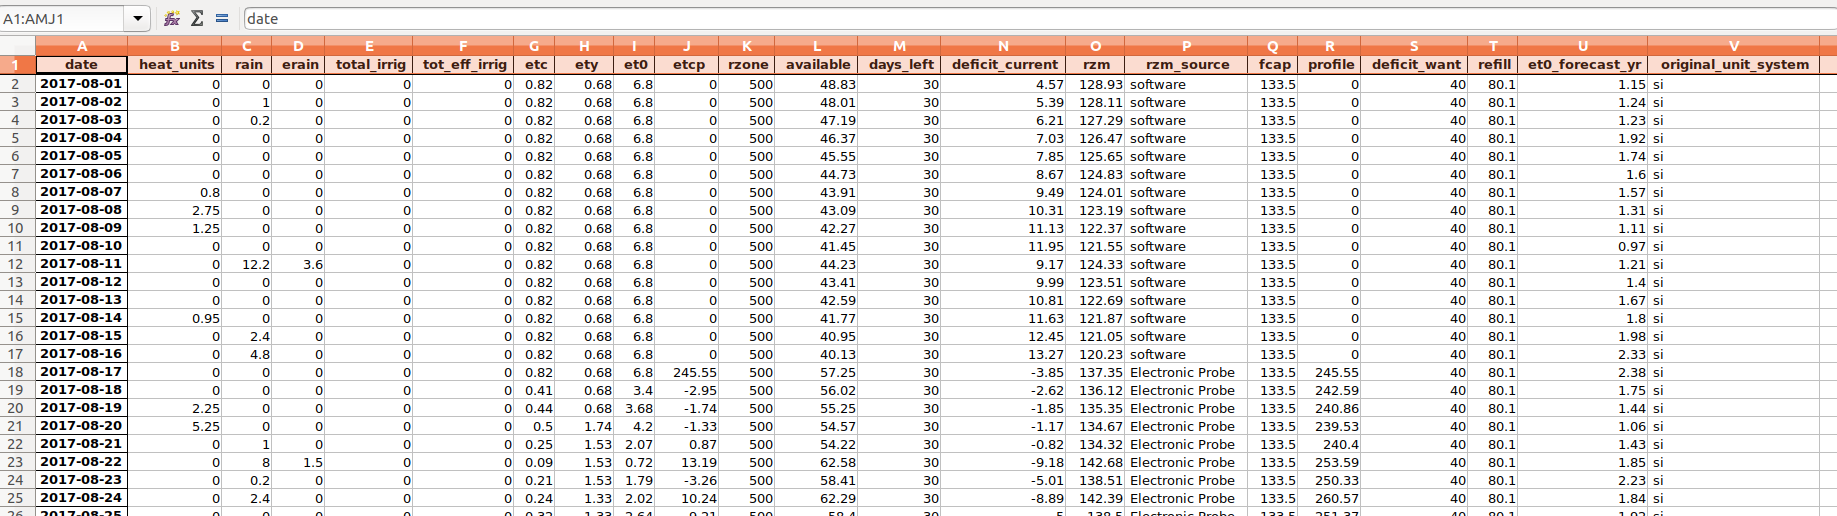 A1:AMJ1 date
A B C D E F G H I J K L M N O P Q R S T U V
1 date heat_units rain erain total_irrig tot_eff_irrig etc ety et0 etcp rzone available days_left deficit_current rzm rzm_source fcap profile deficit_want refill et0_forecast_yr original_unit_system
2 2017-08-01 0 0 0 0 0 0.82 0.68 6.8 0 500 48.83 30 4.57 128.93 software 133.5 0 40 80.1 1.15 si
3 2017-08-02 0 1 0 0 0 0.82 0.68 6.8 0 500 48.01 30 5.39 128.11 software 133.5 0 40 80.1 1.24 si
4 2017-08-03 0 0.2 0 0 0 0.82 0.68 6.8 0 500 47.19 30 6.21 127.29 software 133.5 0 40 80.1 1.23 si
5 2017-08-04 0 0 0 0 0 0.82 0.68 6.8 0 500 46.37 30 7.03 126.47 software 133.5 0 40 80.1 1.92 si
6 2017-08-05 0 0 0 0 0 0.82 0.68 6.8 0 500 45.55 30 7.85 125.65 software 133.5 0 40 80.1 1.74 si
7 2017-08-06 0 0 0 0 0 0.82 0.68 6.8 0 500 44.73 30 8.67 124.83 software 133.5 0 40 80.1 1.6 si
8 2017-08-07 0.8 0 0 0 0 0.82 0.68 6.8 0 500 43.91 30 9.49 124.01 software 133.5 0 40 80.1 1.57 si
9 2017-08-08 2.75 0 0 0 0 0.82 0.68 6.8 0 500 43.09 30 10.31 123.19 software 133.5 0 40 80.1 1.31 si
10 2017-08-09 1.25 0 0 0 0 0.82 0.68 6.8 0 500 42.27 30 11.13 122.37 software 133.5 0 40 80.1 1.11 si
11 2017-08-10 0 0 0 0 0 0.82 0.68 6.8 0 500 41.45 30 11.95 121.55 software 133.5 0 40 80.1 0.97 si
12 2017-08-11 0 12.2 3.6 0 0 0.82 0.68 6.8 0 500 44.23 30 9.17 124.33 software 133.5 0 40 80.1 1.21 si
13 2017-08-12 0 0 0 0 0 0.82 0.68 6.8 0 500 43.41 30 9.99 123.51 software 133.5 0 40 80.1 1.4 si
14 2017-08-13 0 0 0 0 0 0.82 0.68 6.8 0 500 42.59 30 10.81 122.69 software 133.5 0 40 80.1 1.67 si
15 2017-08-14 0.95 0 0 0 0 0.82 0.68 6.8 0 500 41.77 30 11.63 121.87 software 133.5 0 40 80.1 1.8 si
16 2017-08-15 0 2.4 0 0 0 0.82 0.68 6.8 0 500 40.95 30 12.45 121.05 software 133.5 0 40 80.1 1.98 si
17 2017-08-16 0 4.8 0 0 0 0.82 0.68 6.8 0 500 40.13 30 13.27 120.23 software 133.5 0 40 80.1 2.33 si
18 2017-08-17 0 0 0 0 0 0.82 0.68 6.8 245.55 500 57.25 30 -3.85 137.35 Electronic Probe 133.5 245.55 40 80.1 2.38 si
19 2017-08-18 0 0 0 0 0 0.41 0.68 3.4 -2.95 500 56.02 30 -2.62 136.12 Electronic Probe 133.5 242.59 40 80.1 1.75 si
20 2017-08-19 2.25 0 0 0 0 0.44 0.68 3.68 -1.74 500 55.25 30 -1.85 135.35 Electronic Probe 133.5 240.86 40 80.1 1.44 si
21 2017-08-20 5.25 0 0 0 0 0.5 1.74 4.2 -1.33 500 54.57 30 -1.17 134.67 Electronic Probe 133.5 239.53 40 80.1 1.06 si
22 2017-08-21 0 1 0 0 0 0.25 1.53 2.07 0.87 500 54.22 30 -0.82 134.32 Electronic Probe 133.5 240.4 40 80.1 1.43 si
23 2017-08-22 0 8 1.5 0 0 0.09 1.53 0.72 13.19 500 62.58 30 -9.18 142.68 Electronic Probe 133.5 253.59 40 80.1 1.85 si
24 2017-08-23 0 0.2 0 0 0 0.21 1.53 1.79 -3.26 500 58.41 30 -5.01 138.51 Electronic Probe 133.5 250.33 40 80.1 2.23 si
25 2017-08-24 0 2.4 0 0 0 0.24 1.33 2.02 10.24 500 62.29 30 -8.89 142.39 Electronic Probe 133.5 260.57 40 80.1 1.84 si